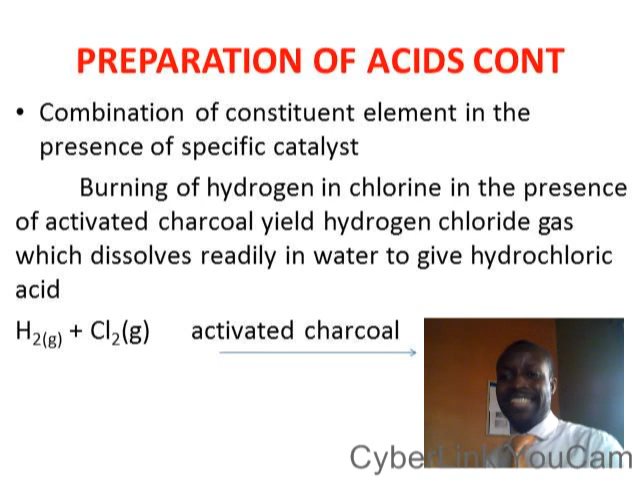 PREPARATION OF ACIDS CONT
• Combination of constituent element in the
presence of specific catalyst
Burning of hydrogen in chlorine in the presence
of activated charcoal yield hydrogen chloride gas
which dissolves readily in water to give hydrochloric
acid
H₂(g) + Cl₂(g) activated charcoal
CyberLink YouCam